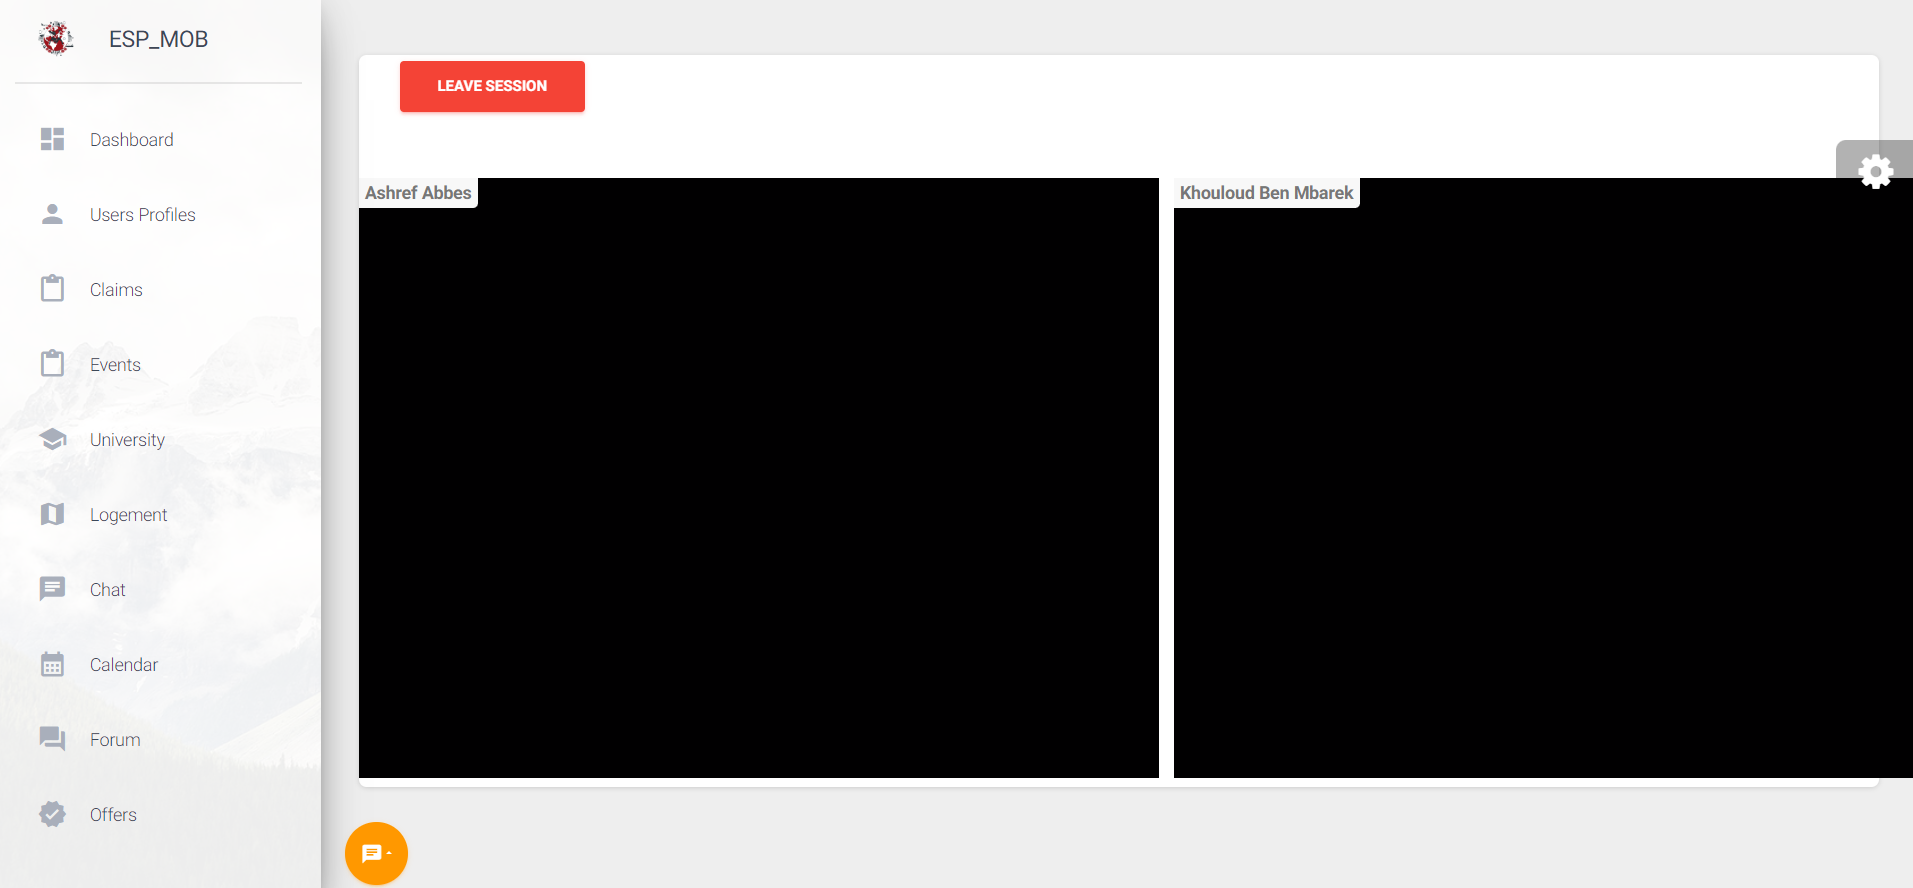 ESP_MOB
Dashboard
Users Profiles
Claims
Events
University
Logement
Chat
Calendar
Forum
Offers
LEAVE SESSION
Ashref Abbes
Khouloud Ben Mbarek